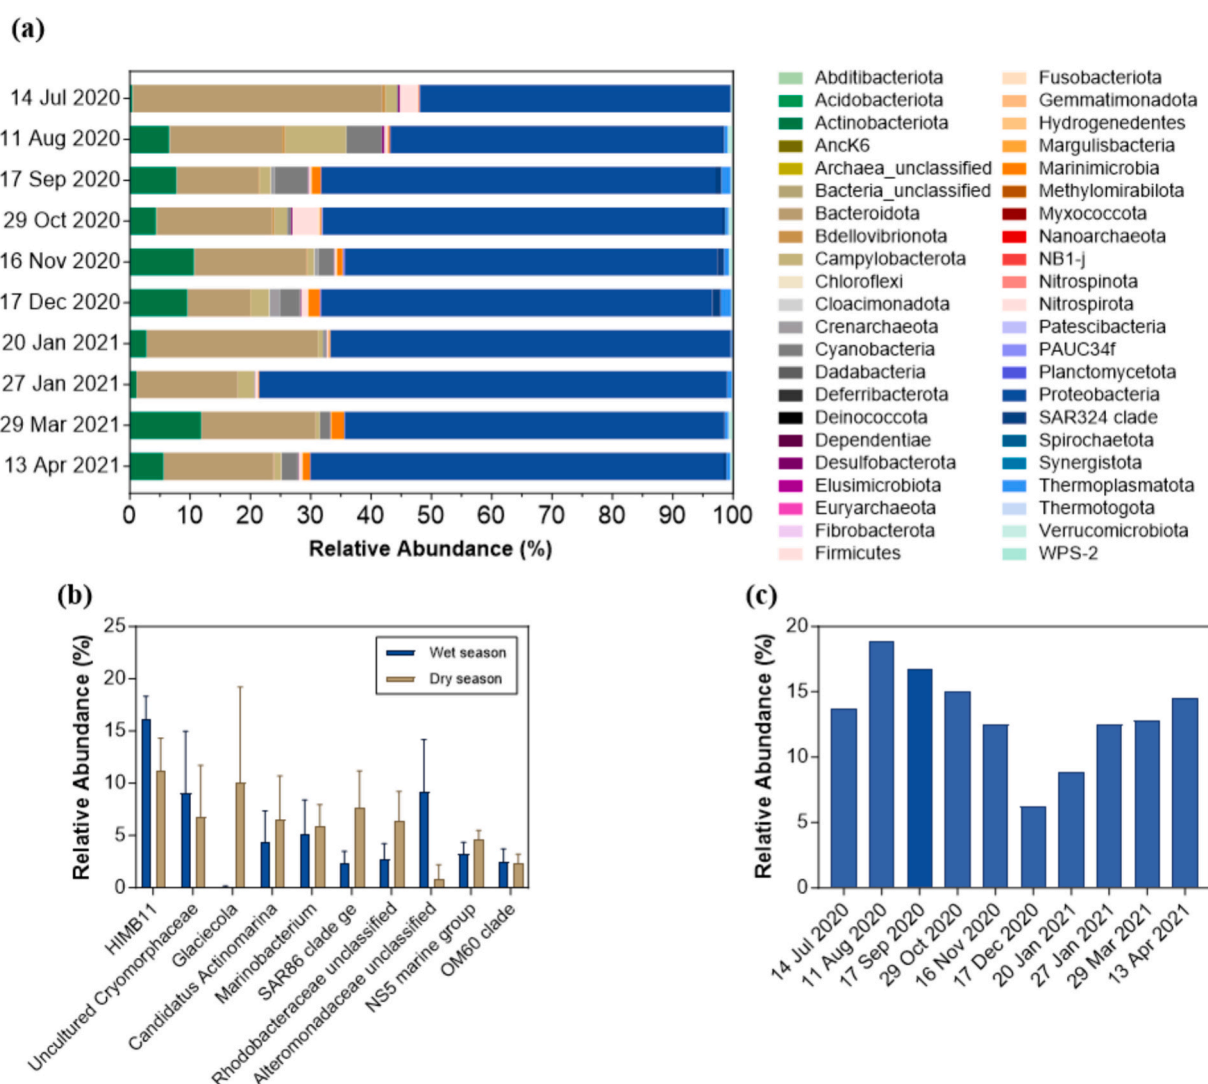 (a)
14 Jul 2020
11 Aug 2020
17 Sep 2020
29 Oct 2020
16 Nov 2020
17 Dec 2020
20 Jan 2021
27 Jan 2021
29 Mar 2021
13 Apr 2021
0 10 20 30 40 50 60 70 80 90 100
Relative Abundance (%)
Abditibacteriota
Acidobacteriota
Actinobacteriota
AncK6
Archaea_unclassified
Bacteria_unclassified
Bacteroidota
Bdellovibrionota
Campylobacterota
Chloroflexi
Cloacimonadota
Crenarchaeota
Cyanobacteria
Dadabacteria
Deferribacterota
Deinococcota
Dependentiae
Desulfobacterota
Elusimicrobiota
Euryarchaeota
Fibrobacterota
Firmicutes
Fusobacteriota
Gemmatimonadota
Hydrogenedentes
Margulisbacteria
Marinimicrobia
Methylomirabilota
Myxococcota
Nanoarchaeota
NB1-j
Nitrospinota
Nitrospirota
Patescibacteria
PAUC34f
Planctomycetota
Proteobacteria
SAR324 clade
Spirochaetota
Synergistota
Thermoplasmatota
Thermotogota
Verrucomicrobiota
WPS-2
(b)
Relative Abundance (%)
25
20
15
10
5
0
Wet season
Dry season
HIMB11
Uncultured Cryomorphaceae
Glaciecola
Candidatus Actinomarina
Marinobacterium
SAR86 clade ge
Rhodobacteraceae unclassified
Alteromonadaceae unclassified
NS5 marine group
OM60 clade
(c)
Relative Abundance (%)
20
15
10
5
0
14 Jul 2020
11 Aug 2020
17 Sep 2020
29 Oct 2020
16 Nov 2020
17 Dec 2020
20 Jan 2021
27 Jan 2021
29 Mar 2021
13 Apr 2021